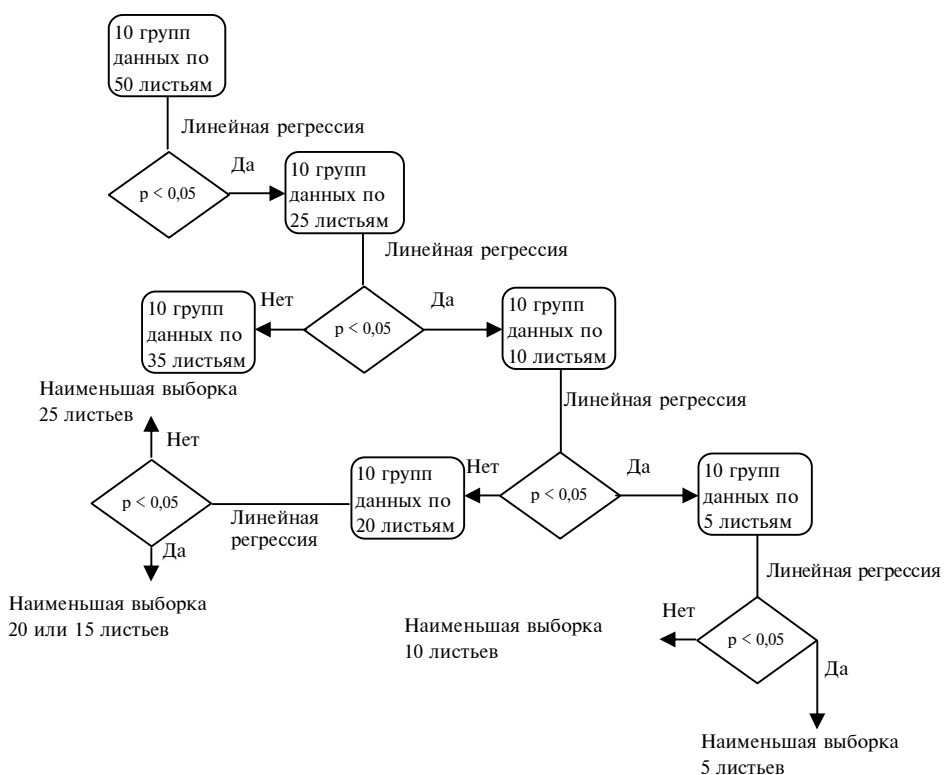 10 групп
данных по
50 листьям
Линейная регрессия
Да
p < 0,05
10 групп
данных по
25 листьям
Линейная регрессия
Нет
Да
p < 0,05
10 групп
данных по
35 листьям
10 групп
данных по
10 листьям
Наименьшая выборка
25 листьев
Линейная регрессия
Нет
p < 0,05
Линейная
регрессия
Да
10 групп
данных по
20 листьям
Нет
Да
p < 0,05
10 групп
данных по
5 листьям
Линейная регрессия
Наименьшая выборка
20 или 15 листьев
Наименьшая выборка
10 листьев
Нет
p < 0,05
Да
Наименьшая выборка
5 листьев